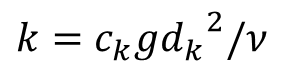 k = c_k g d_k^2 / ν